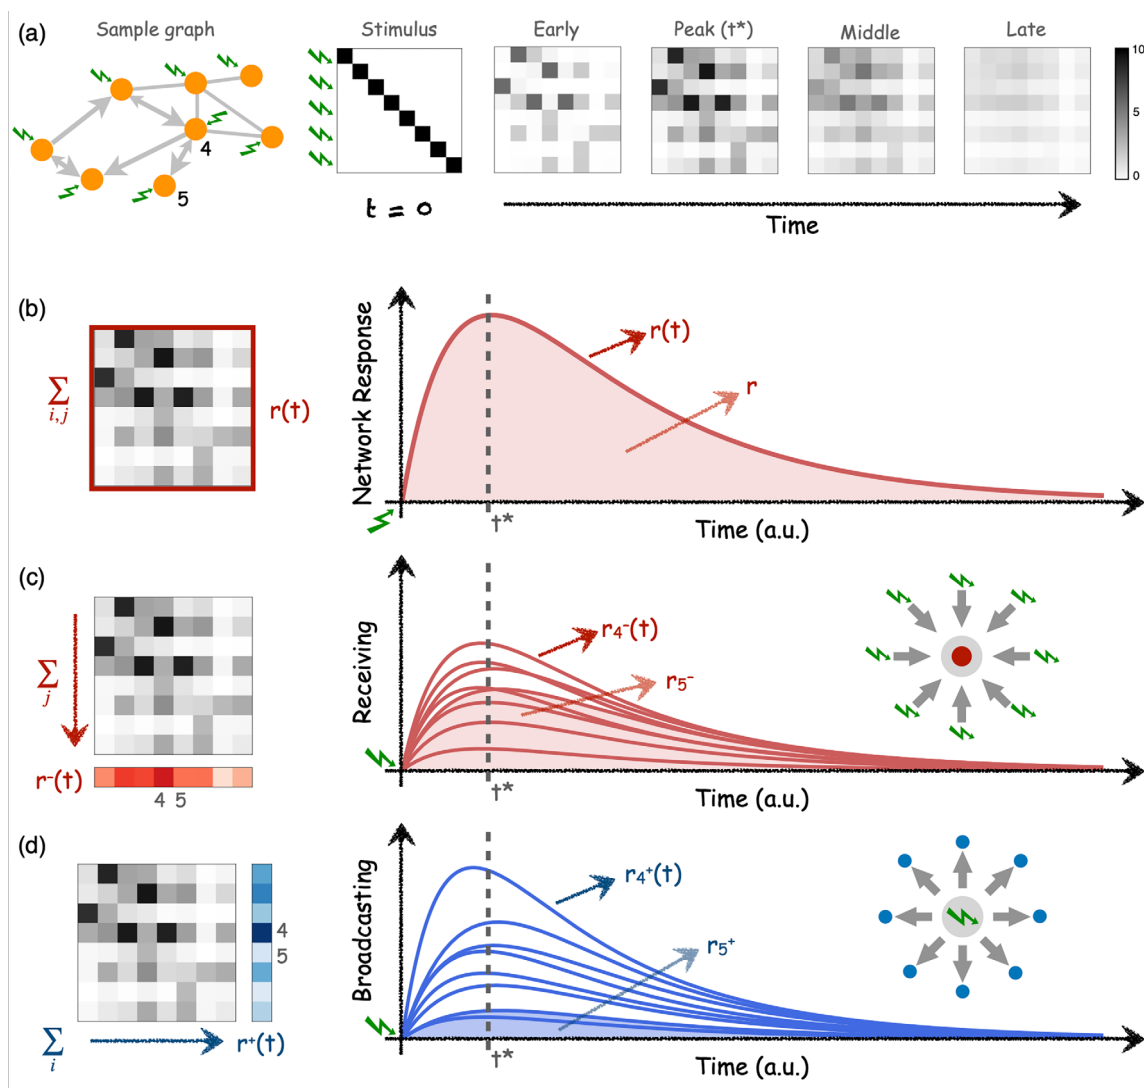 (a)
Sample graph
Stimulus
Early
Peak (t*)
Middle
Late
10
5
0
4
5
t = 0
Time
(b)
∑
i,j
r(t)
Network Response
r(t)
r
t*
Time (a.u.)
(c)
∑
j
r⁻(t)
4 5
Receiving
r₄⁻(t)
r₅⁻
t*
Time (a.u.)
(d)
4
5
∑
i
r⁺(t)
Broadcasting
r₄⁺(t)
r₅⁺
t*
Time (a.u.)